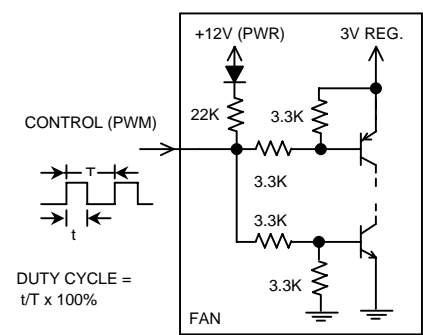 +12V (PWR)
3V REG.
22K
3.3K
CONTROL (PWM)
3.3K
T
3.3K
t
3.3K
DUTY CYCLE =
t/T x 100%
FAN